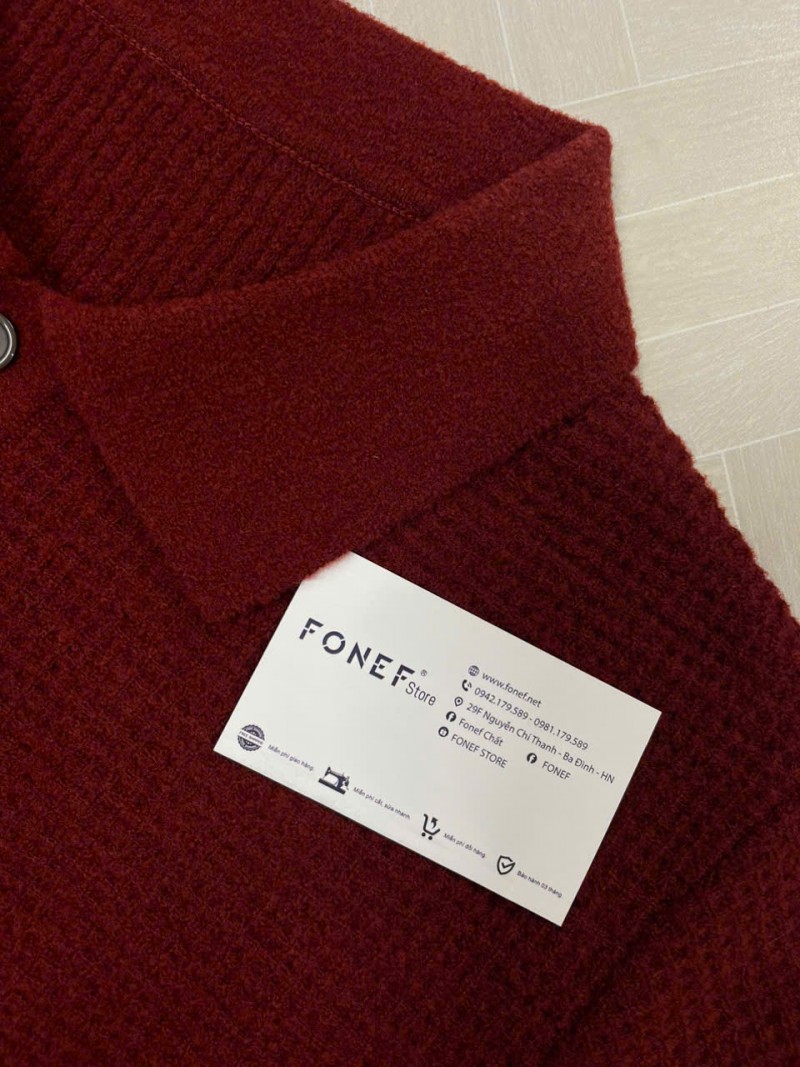 FONEF®
Store
www.fonef.net
0942.179.589 - 0981.179.589
29F Nguyễn Chí Thanh - Ba Đình - HN
Fonef Chất
FONEF
FONEF STORE
FREE SHIPPING
Miễn phí giao hàng.
Miễn phí cắt, sửa nhanh.
Miễn phí đổi hàng.
Bảo hành 03 tháng.